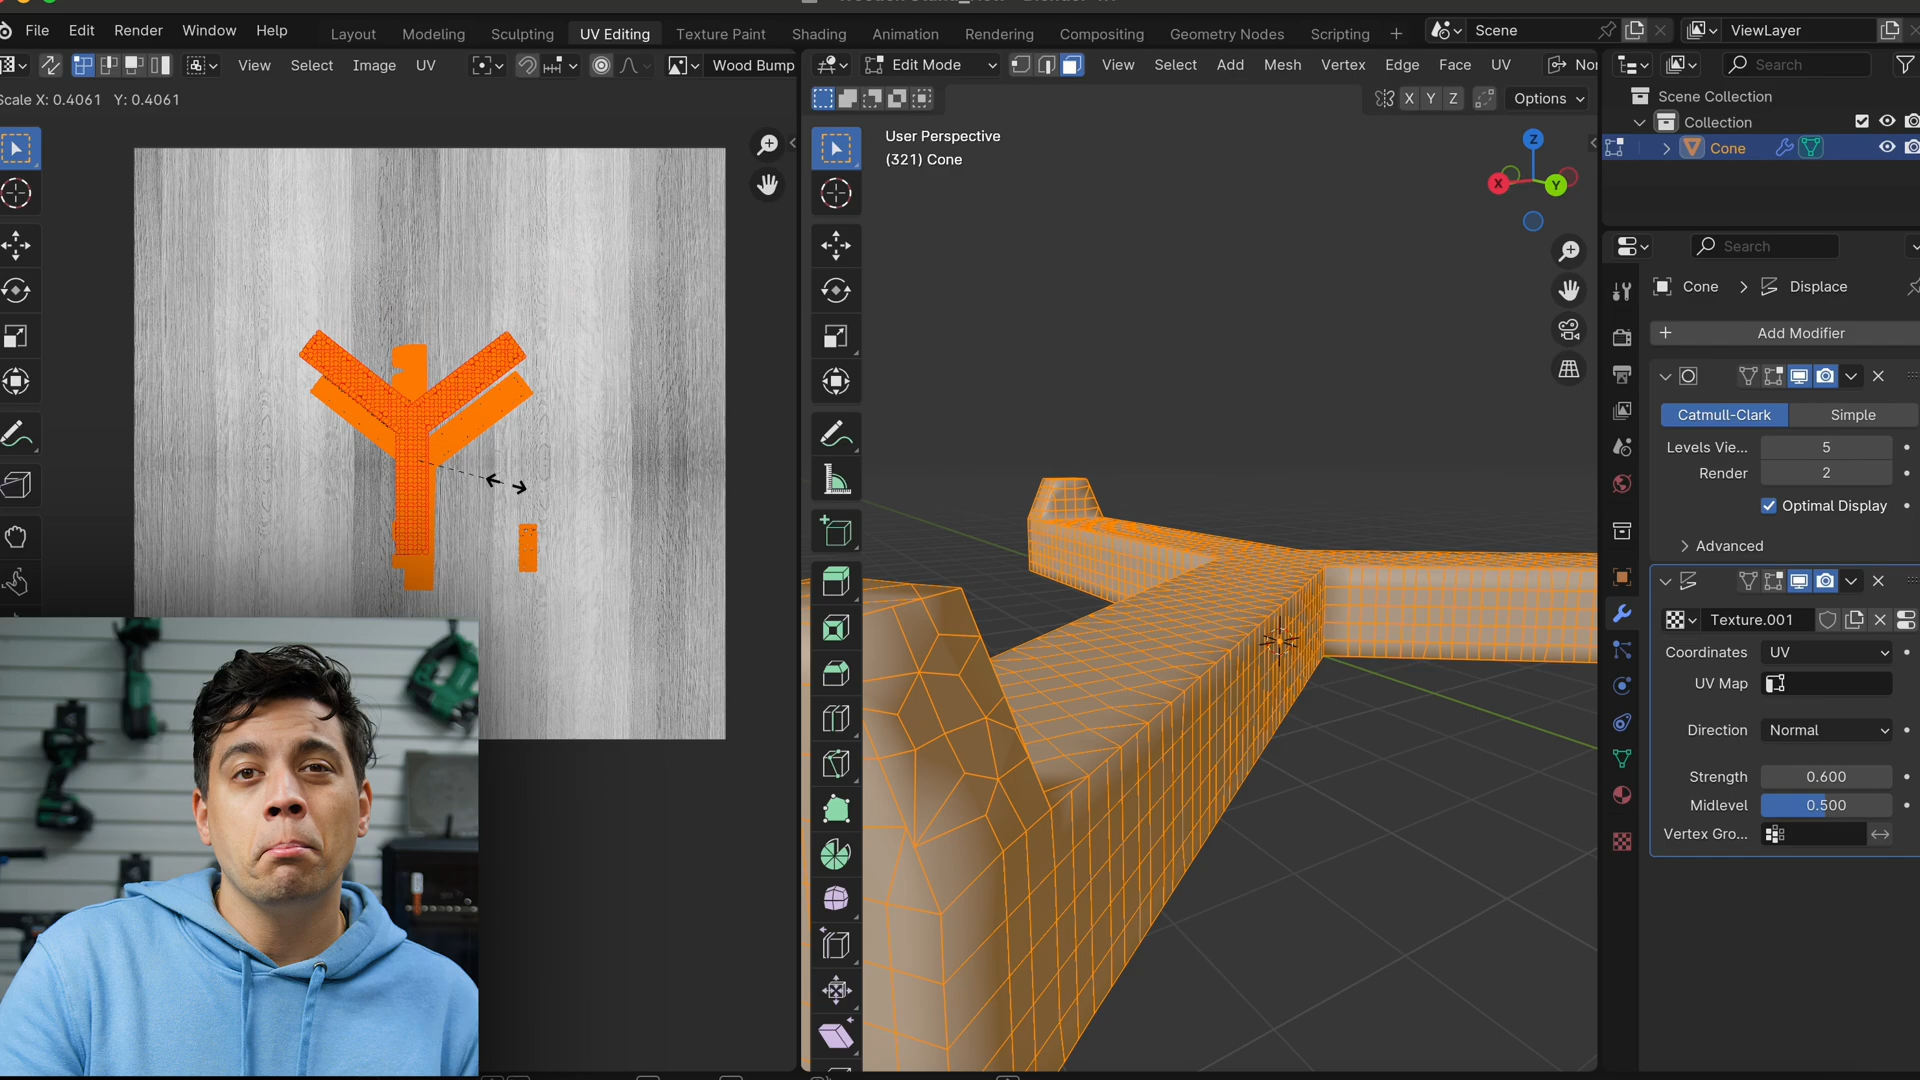 File Edit Render Window Help
Layout Modeling Sculpting UV Editing Texture Paint Shading Animation Rendering Compositing Geometry Nodes Scripting +
Scene
ViewLayer
View Select Image UV
Wood Bump
Edit Mode
View Select Add Mesh Vertex Edge Face UV
Search
Scale X: 0.4061 Y: 0.4061
X Y Z
Options
Scene Collection
Collection
Cone
User Perspective
(321) Cone
Z
X
Y
Search
Cone > Displace
Add Modifier
Catmull-Clark Simple
Levels Vie... 5
Render 2
Optimal Display
Advanced
Texture.001
Coordinates UV
UV Map
Direction Normal
Strength 0.600
Midlevel 0.500
Vertex Gro...